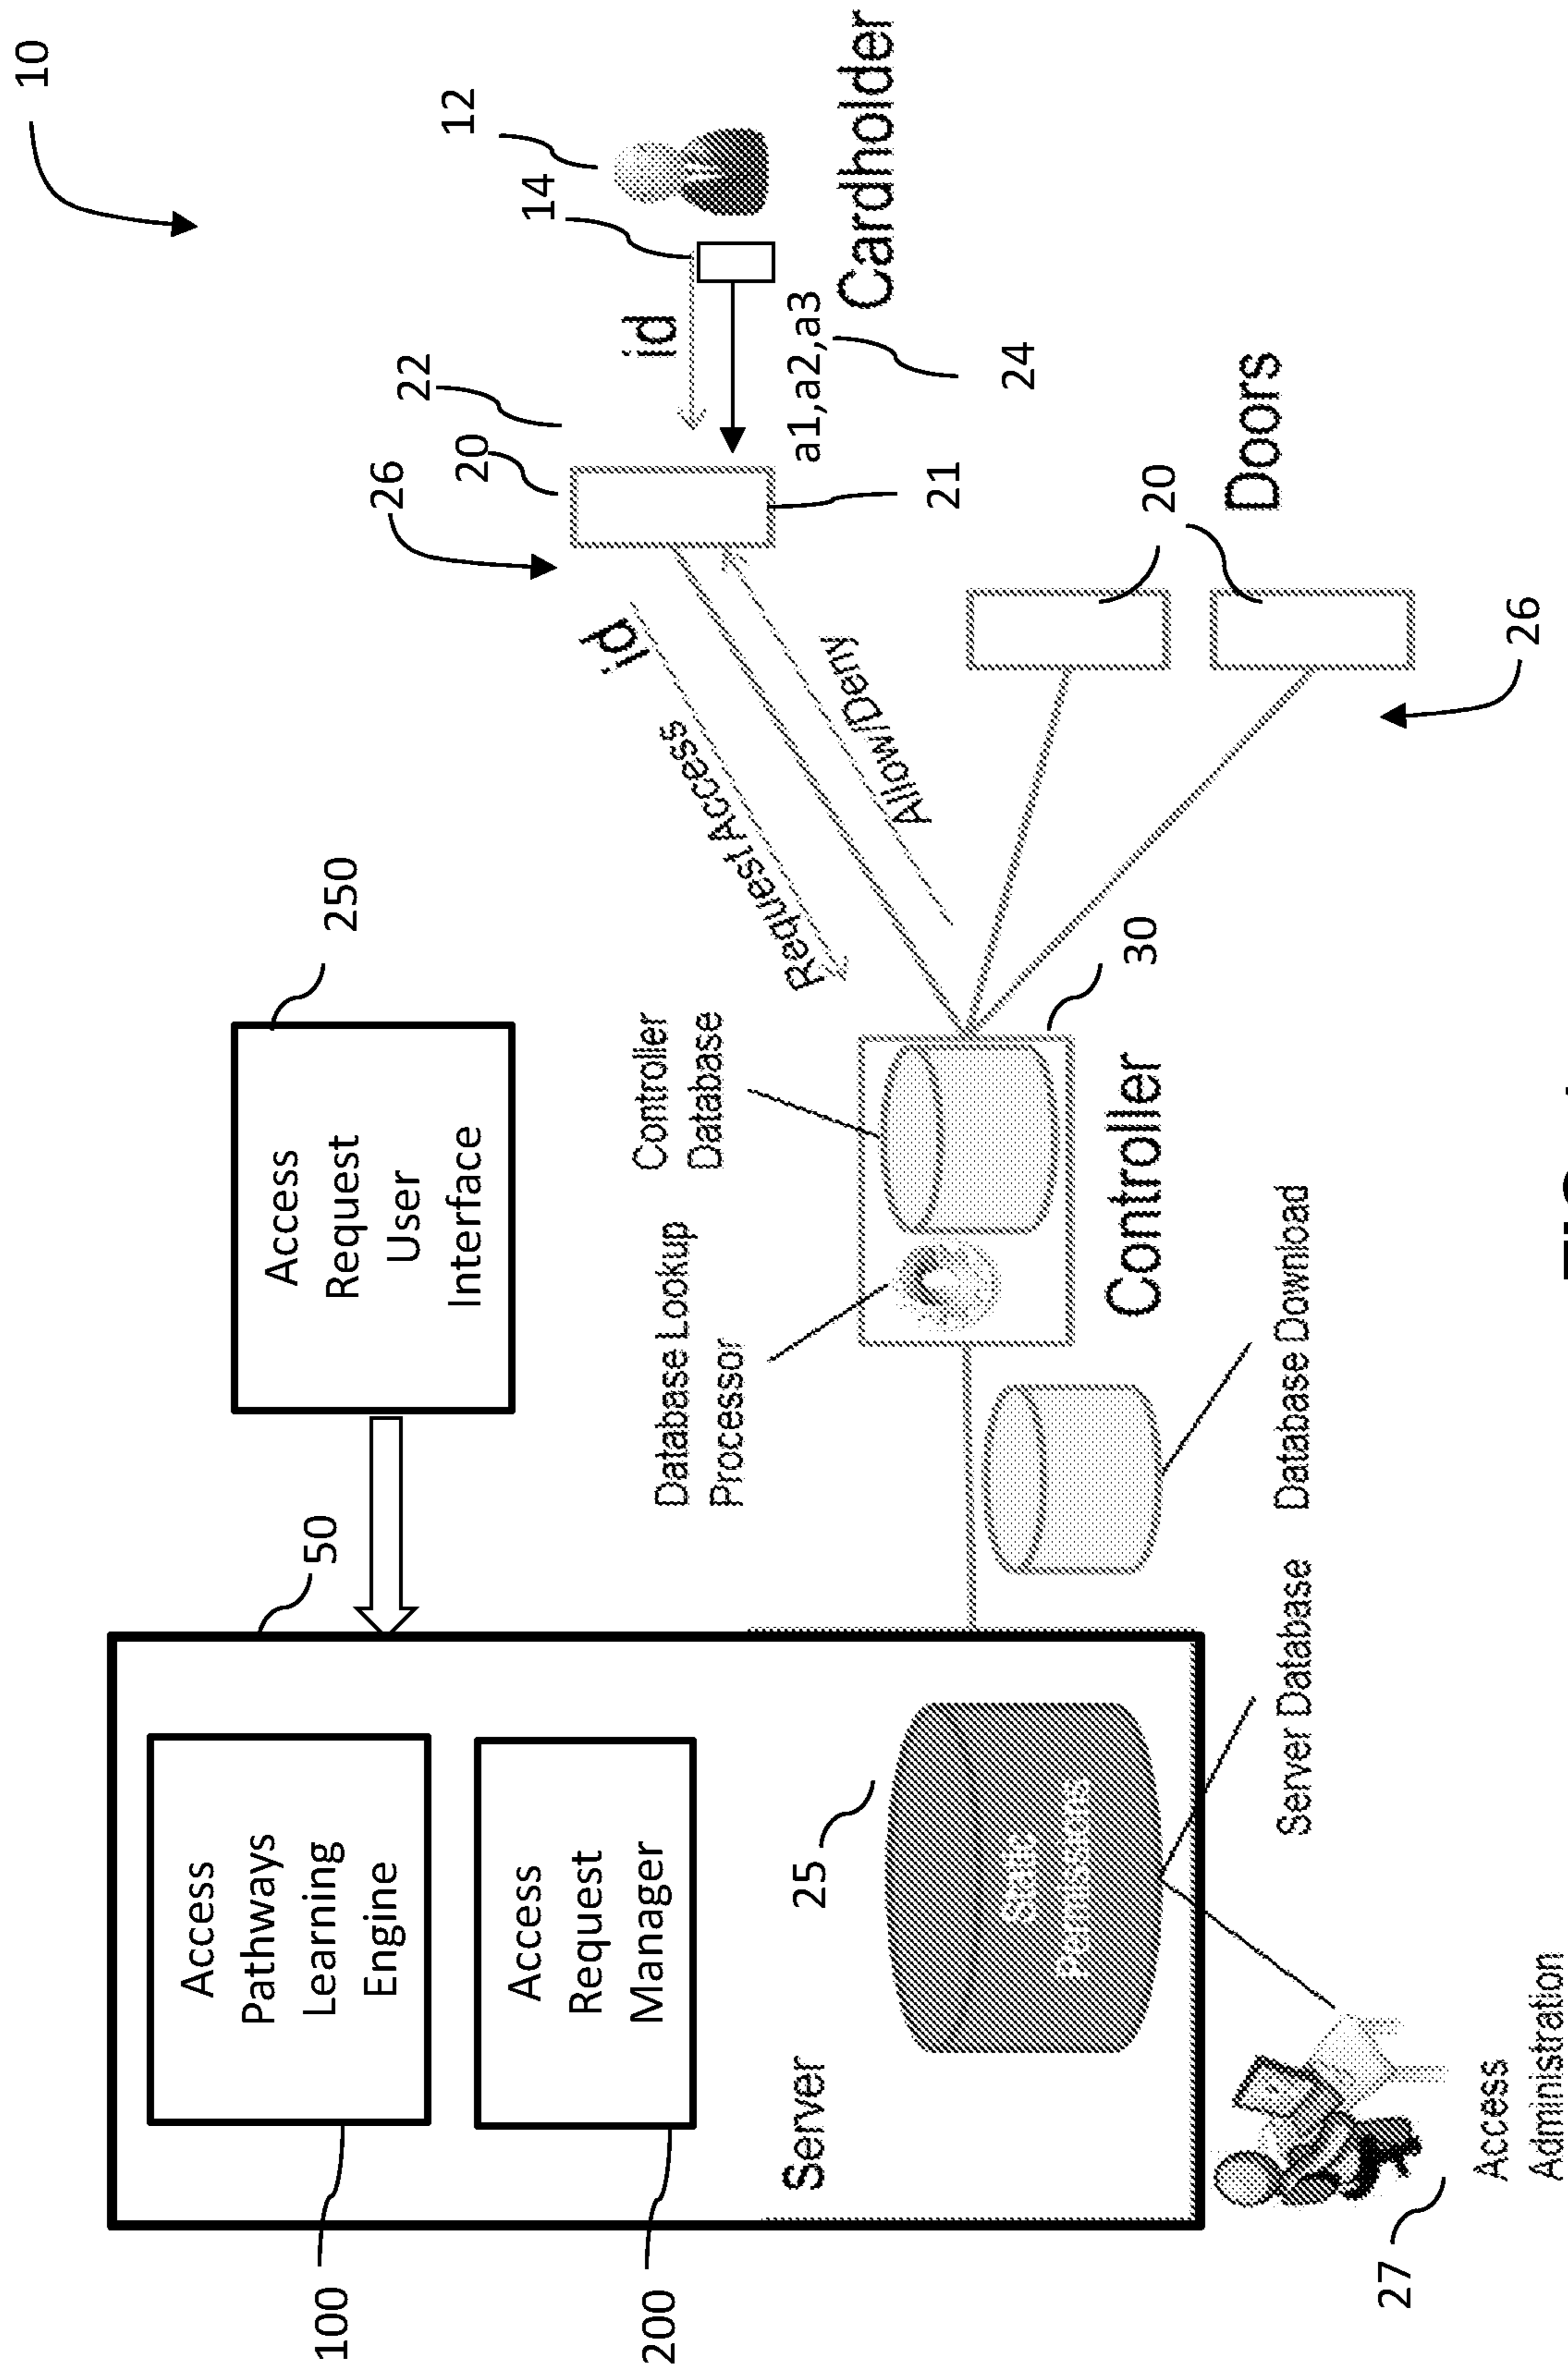 10
Access
Pathways
Learning
Engine
100
Access
Request
Manager
200
50
Access
Request
User
Interface
250
Server
25
Static
Permissions
Server Database
27
Access
Administration
Database Download
Database Lookup
Processor
Controller
Database
Controller
30
Request Access
id
Allow/Deny
26
20
22
21
id
14
12
a1,a2,a3
24
Cardholder
20
Doors
26